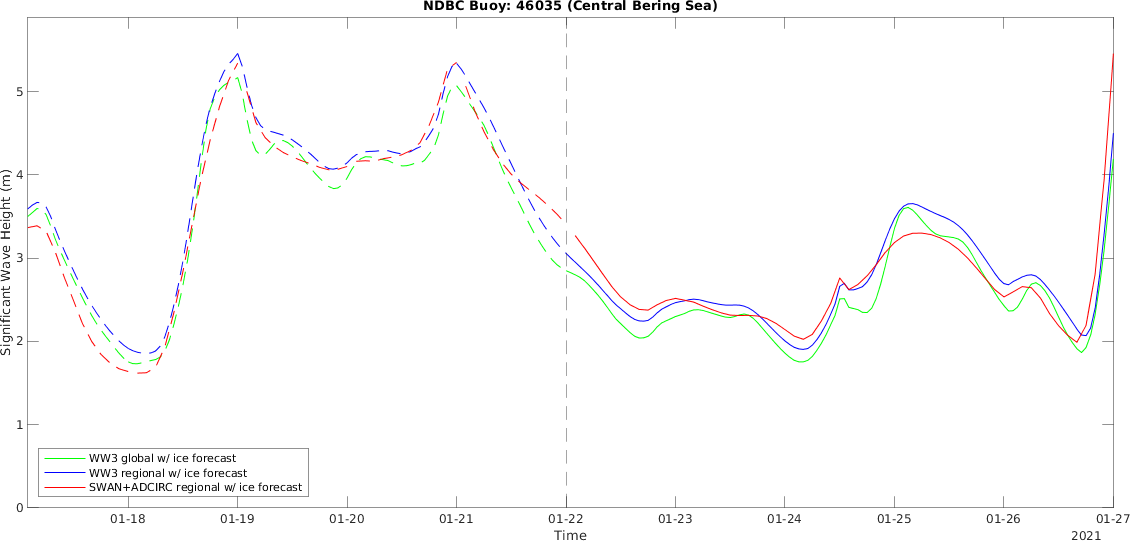 NDBC Buoy: 46035 (Central Bering Sea)
Significant Wave Height (m)
5
4
3
2
1
0
WW3 global w/ ice forecast
WW3 regional w/ ice forecast
SWAN+ADCIRC regional w/ ice forecast
01-18 01-19 01-20 01-21 01-22 01-23 01-24 01-25 01-26 01-27
Time
2021